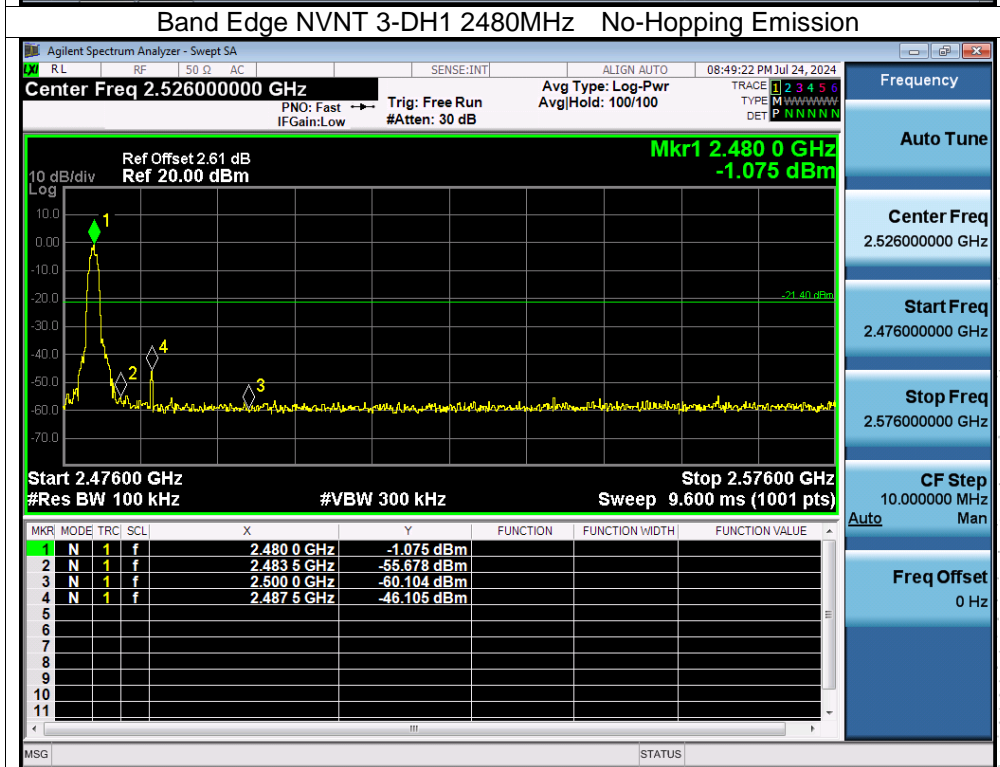 Band Edge NVNT 3-DH1 2480MHz No-Hopping Emission
Agilent Spectrum Analyzer - Swept SA
LXI RL RF 50 Ω AC SENSE:INT ALIGN AUTO 08:49:22 PM Jul 24, 2024
Center Freq 2.526000000 GHz
PNO: Fast
IFGain:Low
Trig: Free Run
#Atten: 30 dB
Avg Type: Log-Pwr
Avg|Hold: 100/100
TRACE 1 2 3 4 5 6
TYPE M WWWWW
DET P N N N N N
Frequency
Auto Tune
Center Freq
2.526000000 GHz
Start Freq
2.476000000 GHz
Stop Freq
2.576000000 GHz
CF Step
10.000000 MHz
Auto Man
Freq Offset
0 Hz
Ref Offset 2.61 dB
10 dB/div Ref 20.00 dBm
Log
Mkr1 2.480 0 GHz
-1.075 dBm
10.0
0.00
-10.0
-20.0
-30.0
-40.0
-50.0
-60.0
-70.0
1
2
4
3
-21.40 dBm
Start 2.47600 GHz Stop 2.57600 GHz
#Res BW 100 kHz #VBW 300 kHz Sweep 9.600 ms (1001 pts)
MKR MODE TRC SCL X Y FUNCTION FUNCTION WIDTH FUNCTION VALUE
1 N 1 f 2.480 0 GHz -1.075 dBm
2 N 1 f 2.483 5 GHz -55.678 dBm
3 N 1 f 2.500 0 GHz -60.104 dBm
4 N 1 f 2.487 5 GHz -46.105 dBm
5
6
7
8
9
10
11
MSG STATUS